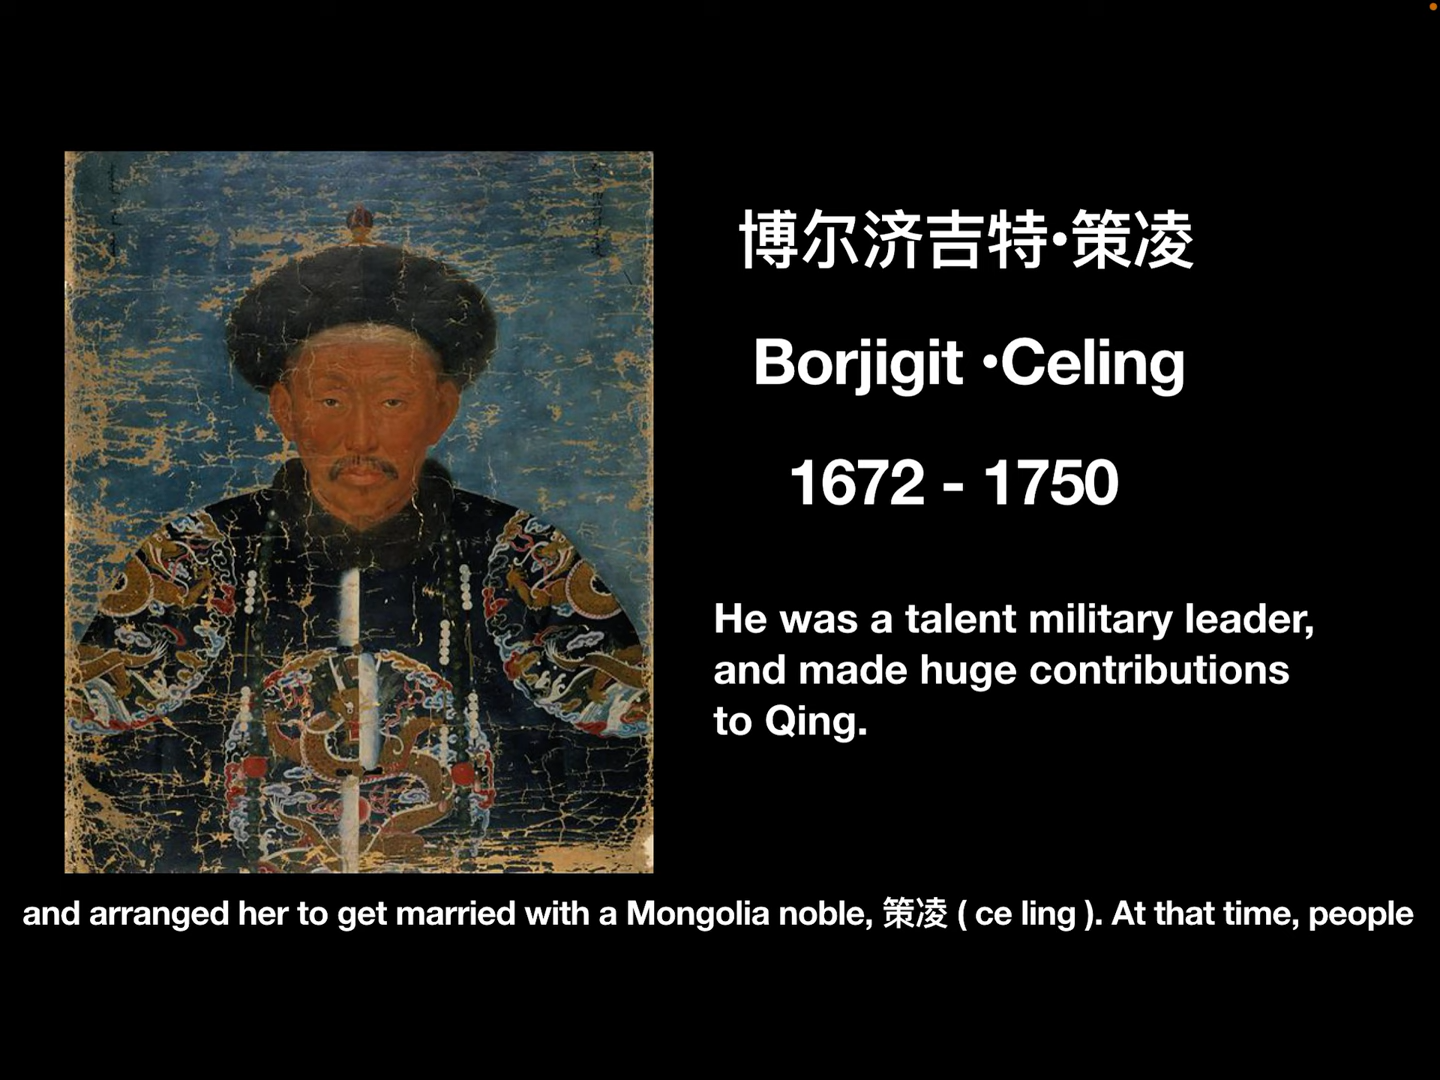 博尔济吉特•策凌
Borjigit •Celing
1672 - 1750
He was a talent military leader,
and made huge contributions
to Qing.
and arranged her to get married with a Mongolia noble, 策凌 ( ce ling ). At that time, people